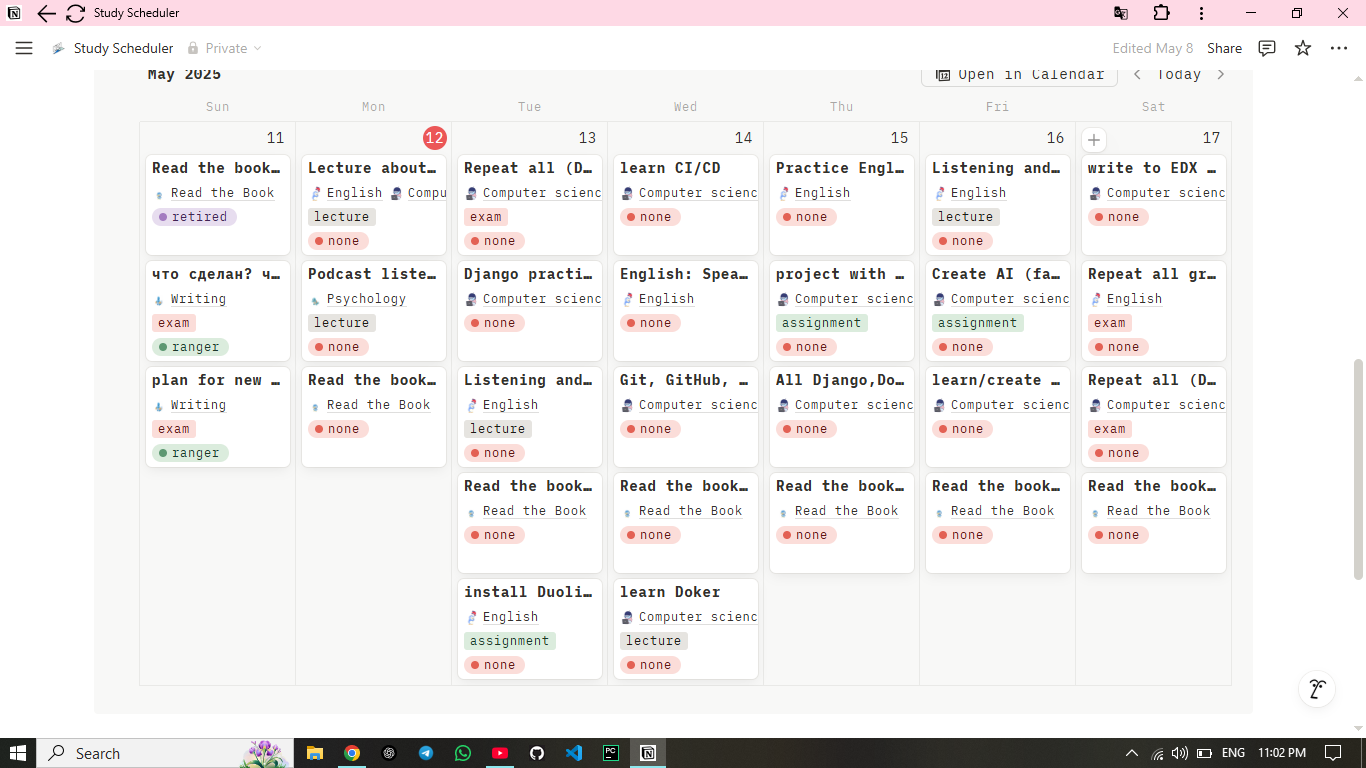 Study Scheduler
Study Scheduler Private Edited May 8 Share
May 2025 Open in Calendar Today
Sun Mon Tue Wed Thu Fri Sat
11
Read the book…
Read the Book
retired
что сделан? ч…
Writing
exam
ranger
plan for new …
Writing
exam
ranger
12
Lecture about…
English Compu
lecture
none
Podcast liste…
Psychology
lecture
none
Read the book…
Read the Book
none
13
Repeat all (D…
Computer scienc
exam
none
Django practi…
Computer scienc
none
Listening and…
English
lecture
none
Read the book…
Read the Book
none
install Duoli…
English
assignment
none
14
learn CI/CD
Computer scienc
none
English: Spea…
English
none
Git, GitHub, …
Computer scienc
none
Read the book…
Read the Book
none
learn Doker
Computer scienc
lecture
none
15
Practice Engl…
English
none
project with …
Computer scienc
assignment
none
All Django,Do…
Computer scienc
none
Read the book…
Read the Book
none
16
Listening and…
English
lecture
none
Create AI (fa…
Computer scienc
assignment
none
learn/create …
Computer scienc
none
Read the book…
Read the Book
none
17
write to EDX …
Computer scienc
none
Repeat all gr…
English
exam
none
Repeat all (D…
Computer scienc
exam
none
Read the book…
Read the Book
none
Search ENG 11:02 PM